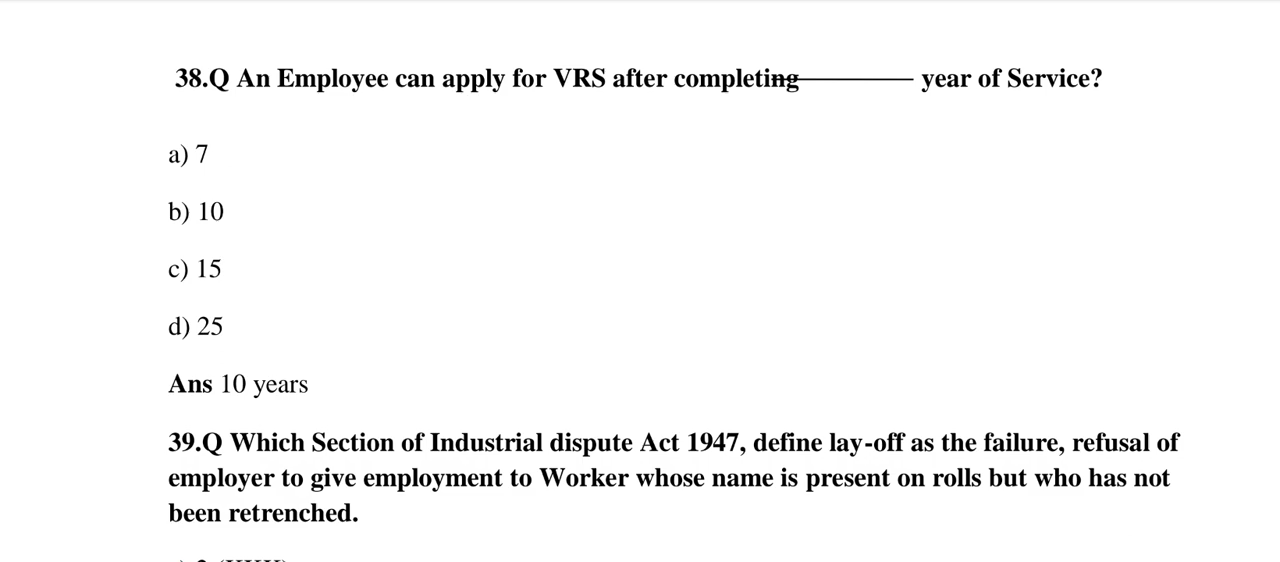 38.Q An Employee can apply for VRS after completing————— year of Service?
a) 7
b) 10
c) 15
d) 25
Ans 10 years
39.Q Which Section of Industrial dispute Act 1947, define lay-off as the failure, refusal of
employer to give employment to Worker whose name is present on rolls but who has not
been retrenched.